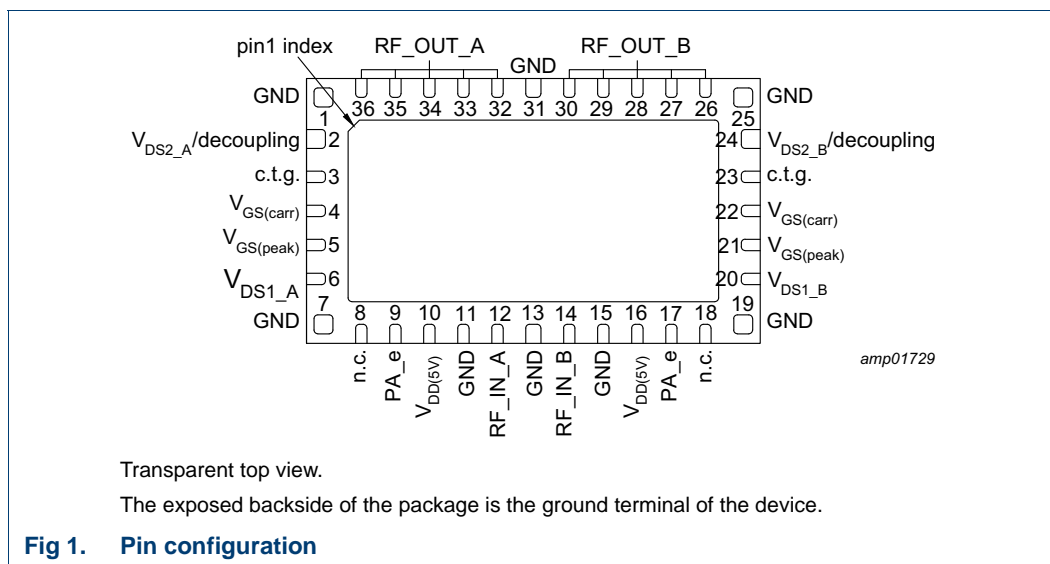 pin1 index RF_OUT_A RF_OUT_B
GND
GND 36 35 34 33 32 31 30 29 28 27 26 GND
1 25
VDS2_A/decoupling 2 24 VDS2_B/decoupling
c.t.g. 3 23 c.t.g.
VGS(carr) 4 22 VGS(carr)
VGS(peak) 5 21 VGS(peak)
VDS1_A 6 20 VDS1_B
7 8 9 10 11 12 13 14 15 16 17 18 19
GND GND
n.c.
PA_e
VDD(5V)
GND
RF_IN_A
GND
RF_IN_B
GND
VDD(5V)
PA_e
n.c.
amp01729
Transparent top view.
The exposed backside of the package is the ground terminal of the device.
Fig 1. Pin configuration